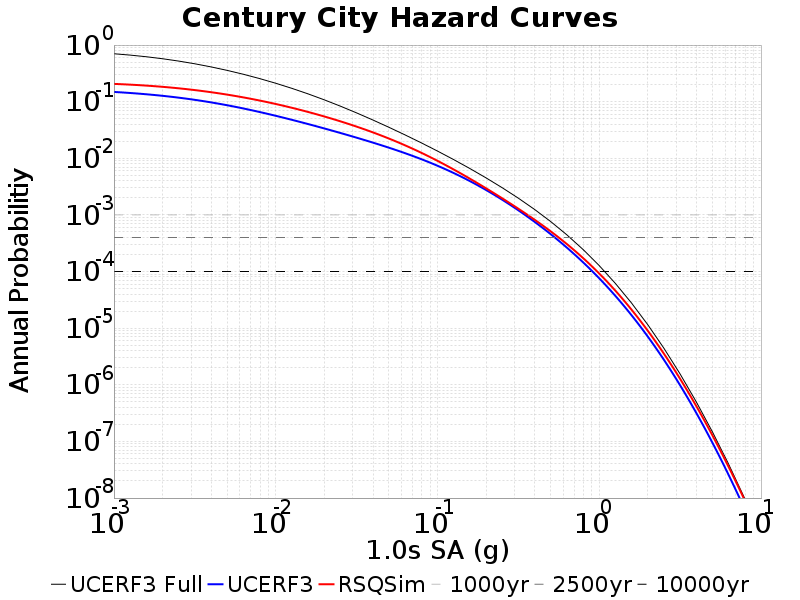 Century City Hazard Curves
Annual Probabilitiy
10^0
10^-1
10^-2
10^-3
10^-4
10^-5
10^-6
10^-7
10^-8
10^-3 10^-2 10^-1 10^0 10^1
1.0s SA (g)
UCERF3 Full UCERF3 RSQSim 1000yr 2500yr 10000yr